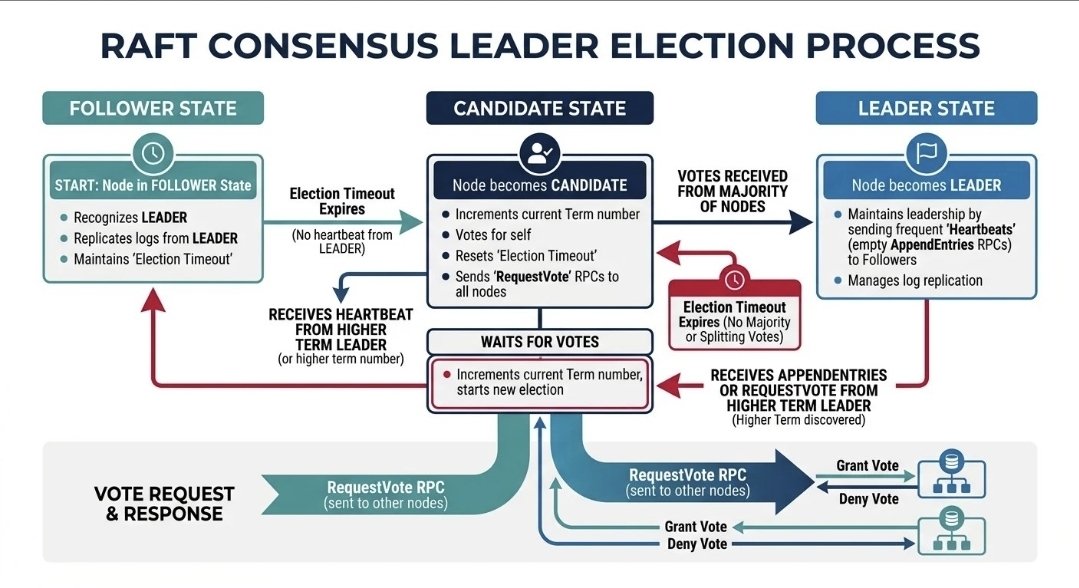 RAFT CONSENSUS LEADER ELECTION PROCESS
FOLLOWER STATE
START: Node in FOLLOWER State
• Recognizes LEADER
• Replicates logs from LEADER
• Maintains 'Election Timeout'
Election Timeout
Expires
(No heartbeat from
LEADER)
CANDIDATE STATE
Node becomes CANDIDATE
• Increments current Term number
• Votes for self
• Resets 'Election Timeout'
• Sends 'RequestVote' RPCs to
all nodes
VOTES RECEIVED
FROM MAJORITY
OF NODES
LEADER STATE
Node becomes LEADER
• Maintains leadership by
sending frequent 'Heartbeats'
(empty AppendEntries RPCs)
to Followers
• Manages log replication
RECEIVES HEARTBEAT
FROM HIGHER
TERM LEADER
(or higher term number)
WAITS FOR VOTES
• Increments current Term number,
starts new election
Election Timeout
Expires (No Majority
or Splitting Votes)
RECEIVES APPENDENTRIES
OR REQUESTVOTE FROM
HIGHER TERM LEADER
(Higher Term discovered)
VOTE REQUEST
& RESPONSE
RequestVote RPC
(sent to other nodes)
RequestVote RPC
(sent to other nodes)
Grant Vote
Deny Vote
Grant Vote
Deny Vote